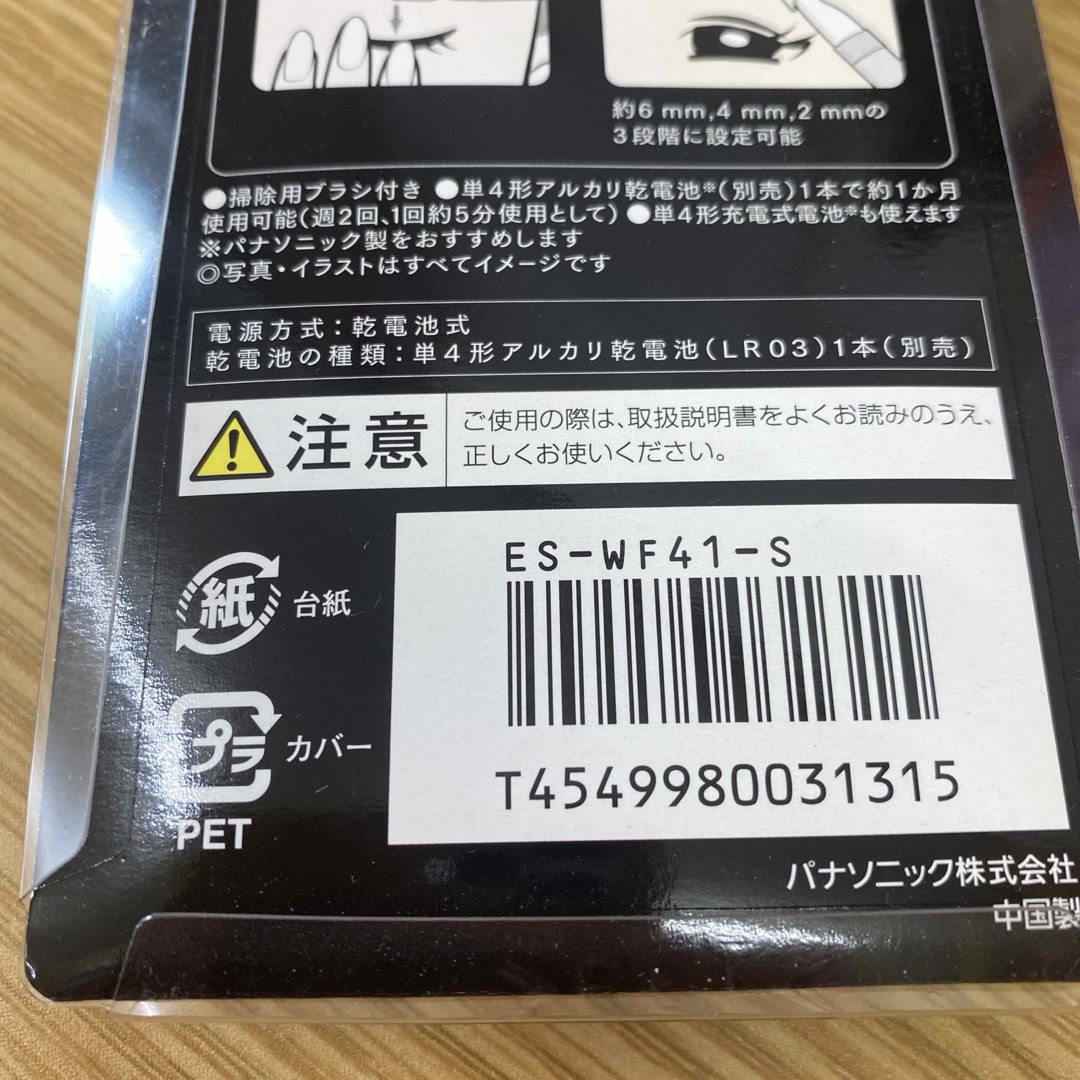 約6 mm,4 mm,2 mmの
3段階に設定可能
●掃除用ブラシ付き ●単4形アルカリ乾電池※(別売)1本で約1か月
使用可能(週2回、1回約5分使用として) ●単4形充電式電池※も使えます
※パナソニック製をおすすめします
◎写真・イラストはすべてイメージです
電源方式：乾電池式
乾電池の種類：単4形アルカリ乾電池(LR03)1本(別売)
注意
ご使用の際は、取扱説明書をよくお読みのうえ、
正しくお使いください。
ES-WF41-S
紙 台紙
プラ カバー
PET
T4549980031315
パナソニック株式会社
中国製